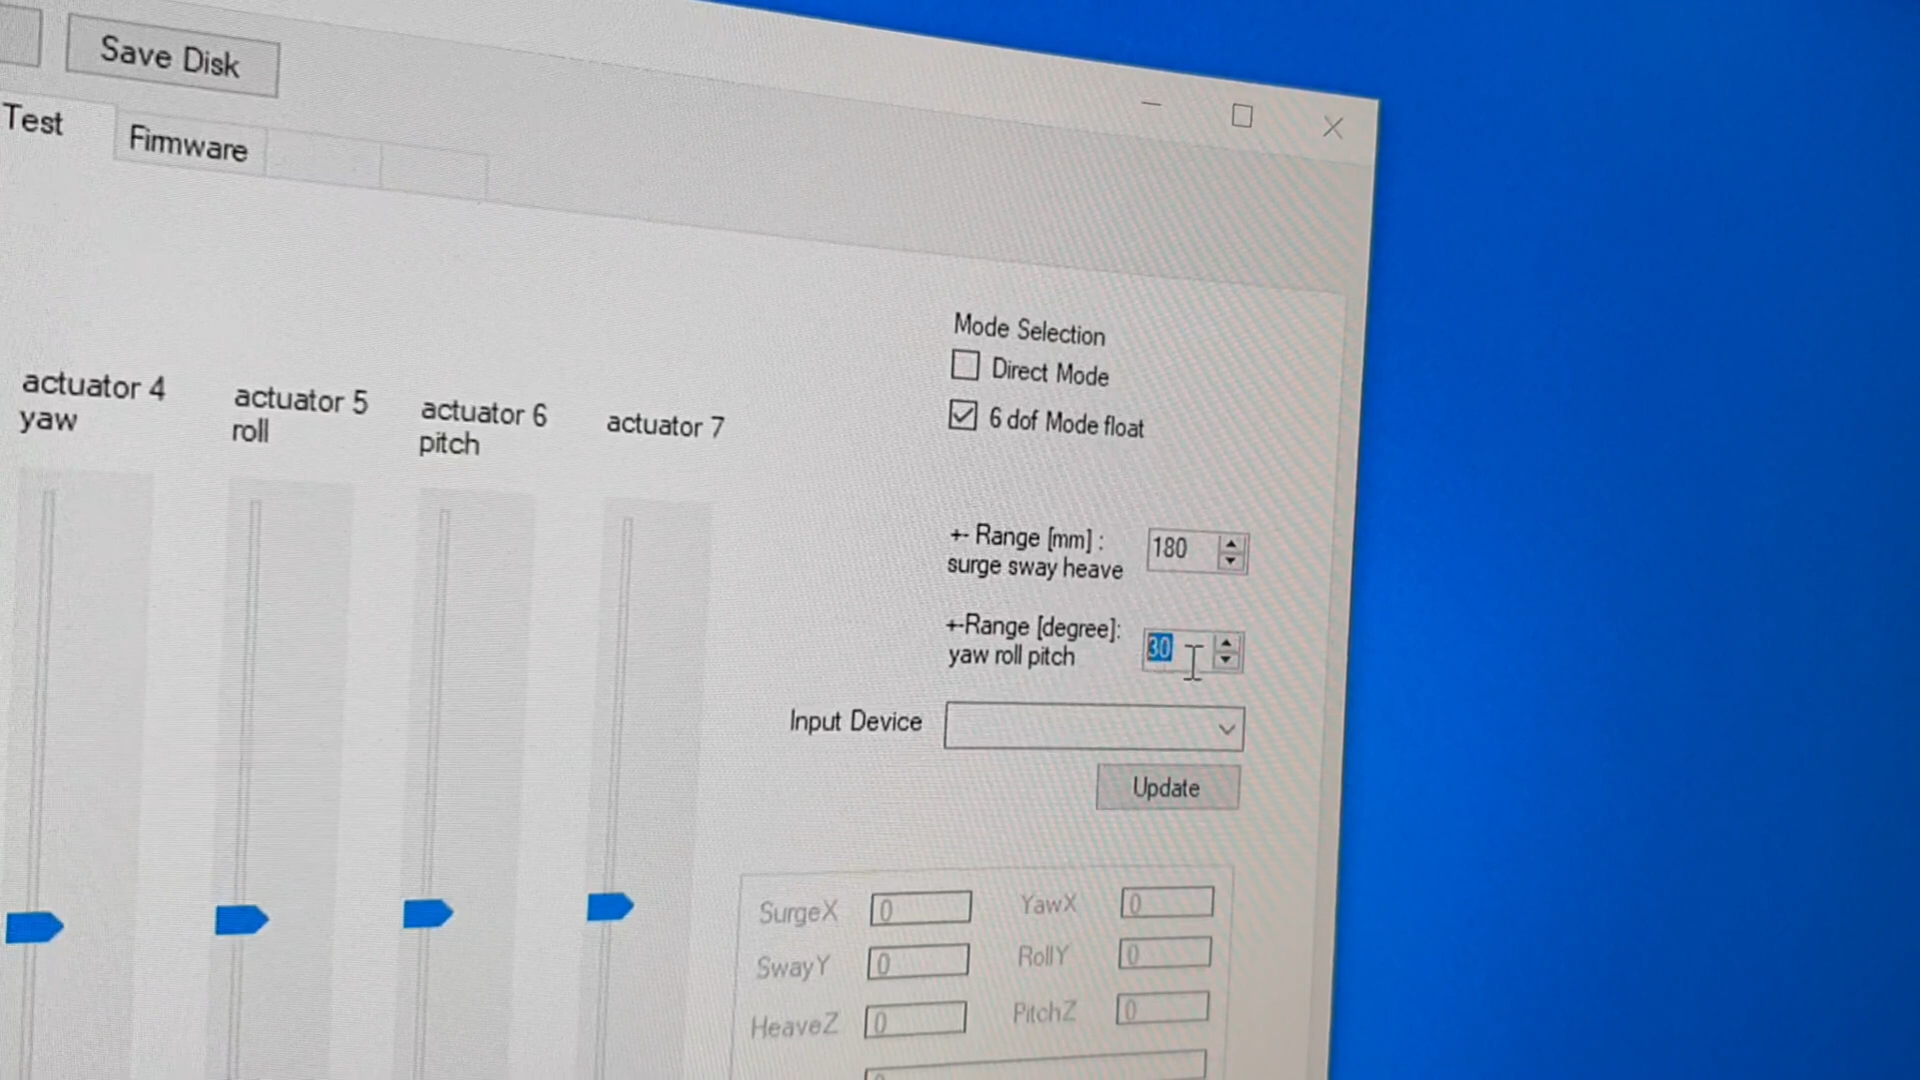 Save Disk
Test
Firmware
Mode Selection
Direct Mode
6 dof Mode float
actuator 4
yaw
actuator 5
roll
actuator 6
pitch
actuator 7
+- Range [mm] :
surge sway heave
180
+-Range [degree]:
yaw roll pitch
30
Input Device
Update
SurgeX
0
YawX
0
SwayY
0
RollY
0
HeaveZ
0
PitchZ
0